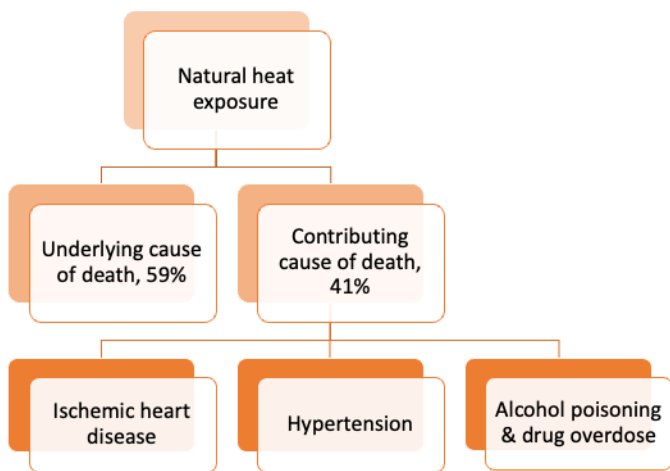 Natural heat
exposure
Underlying cause
of death, 59%
Contributing
cause of death,
41%
Ischemic heart
disease
Hypertension
Alcohol poisoning
& drug overdose